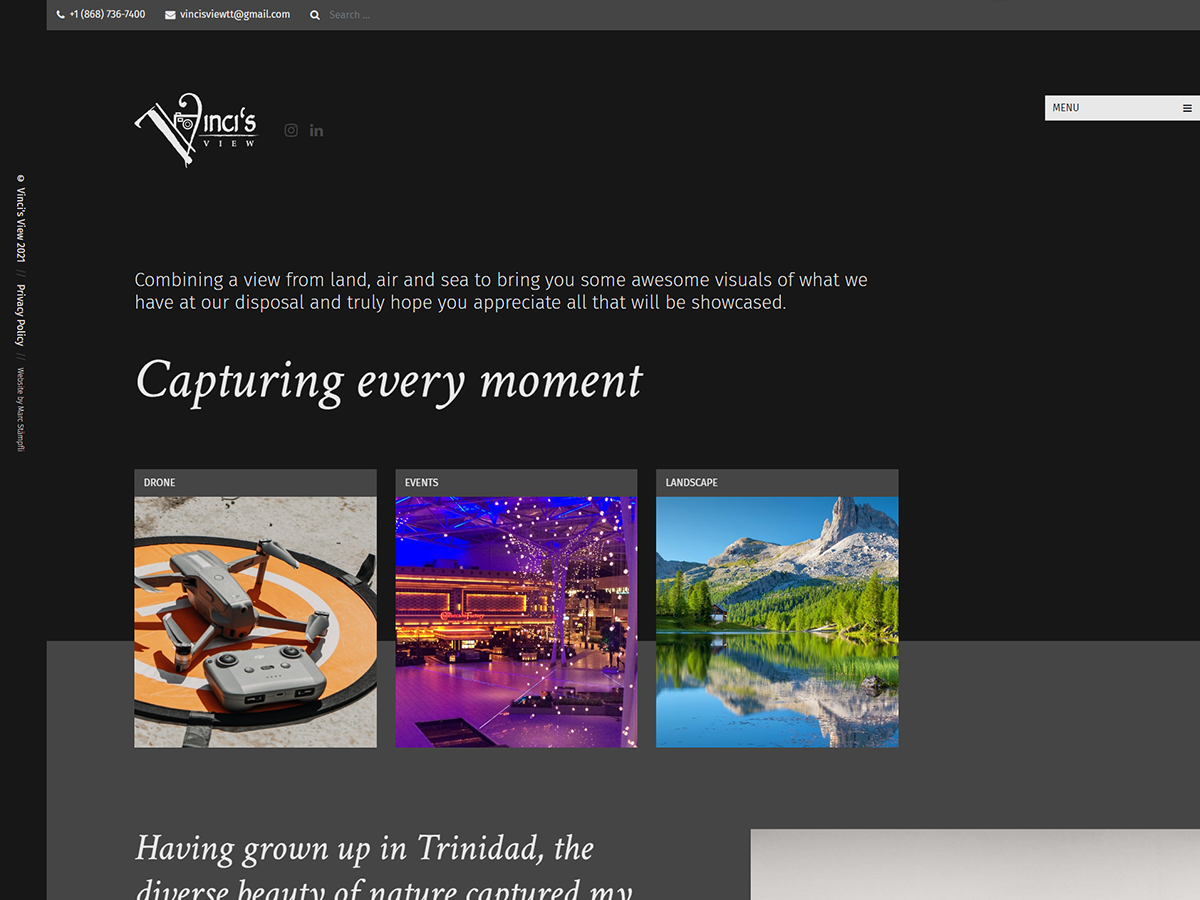 +1 (868) 736-7400 vincisviewtt@gmail.com Search ...
Vinci's
VIEW
MENU
© Vinci's View 2021 // Privacy Policy // Website by Marc Stämpfli
Combining a view from land, air and sea to bring you some awesome visuals of what we
have at our disposal and truly hope you appreciate all that will be showcased.
Capturing every moment
DRONE EVENTS LANDSCAPE
Having grown up in Trinidad, the
diverse beauty of nature captured my